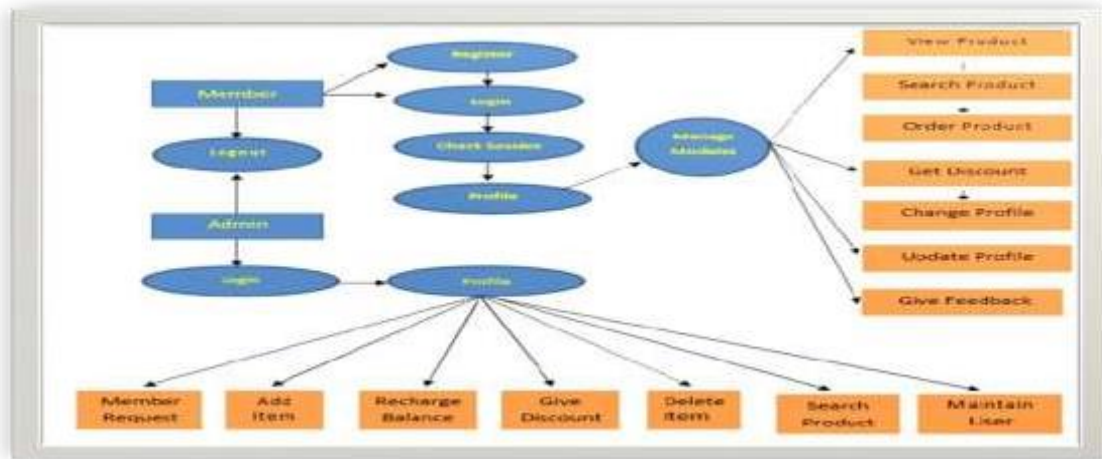 View Product
Register
Search Product
Member
Login
Order Product
Manage
Modules
Check Session
Logout
Get Discount
Profile
Change Profile
Admin
Update Profile
Login
Profile
Give Feedback
Member
Request
Add
Item
Recharge
Balance
Give
Discount
Delete
Item
Search
Product
Maintain
User